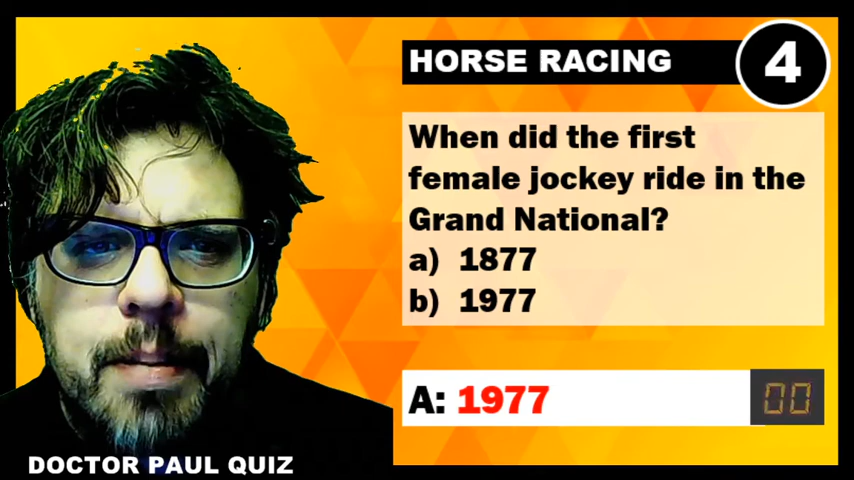 HORSE RACING
4
When did the first
female jockey ride in the
Grand National?
a) 1877
b) 1977
A: 1977
00
DOCTOR PAUL QUIZ